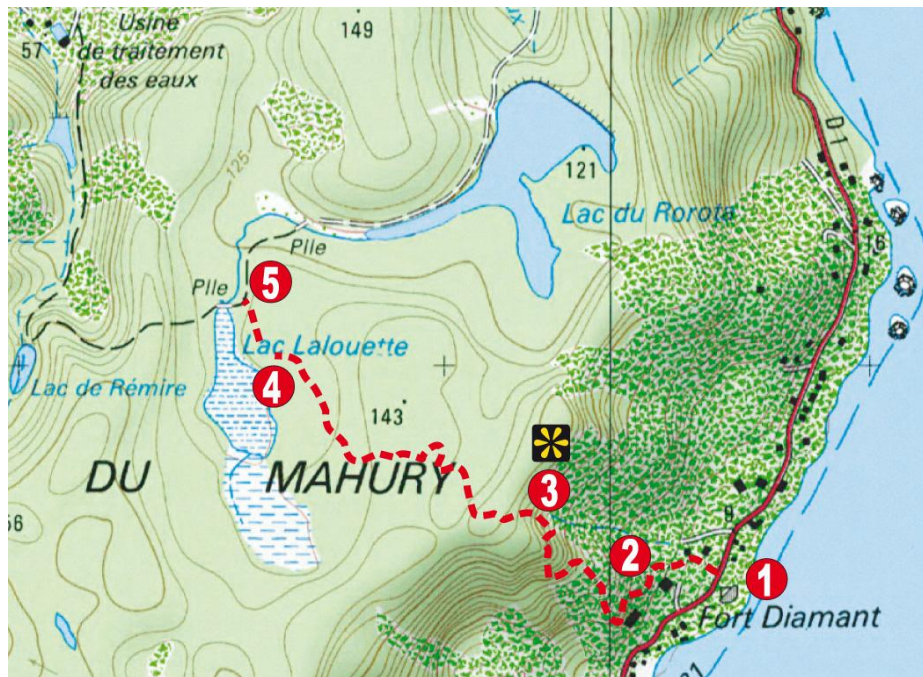 Usine
de traitement
des eaux
57
149
125
D1
121
Lac du Rorota
16
Plle
Plle
5
Lac Lalouette
4
Lac de Rémire
143
DU MAHURY
3
9
56
2
1
Fort Diamant